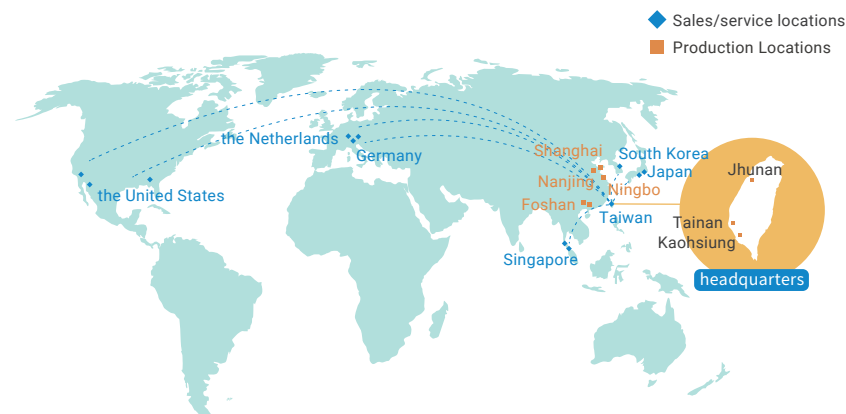 Sales/service locations
Production Locations
the Netherlands
Germany
the United States
Shanghai
South Korea
Japan
Nanjing
Ningbo
Foshan
Taiwan
Singapore
Jhunan
Tainan
Kaohsiung
headquarters